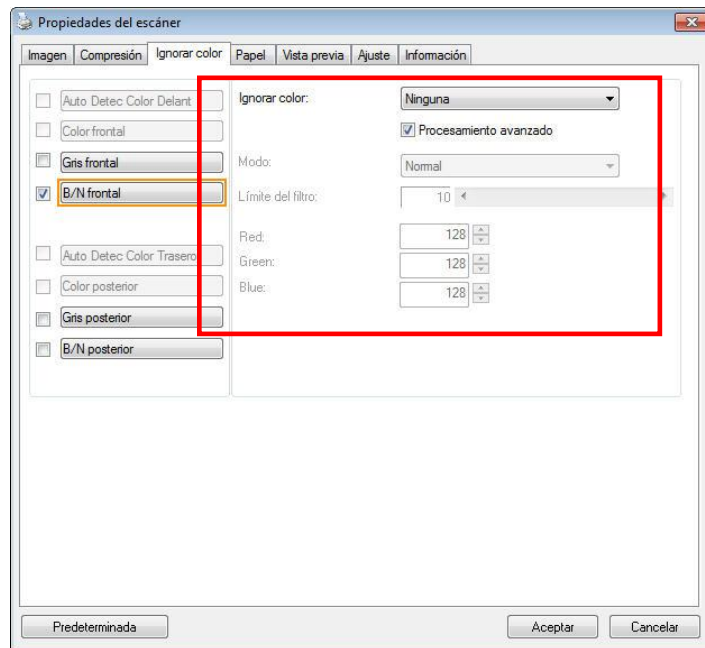 Propiedades del escáner
Imagen Compresión Ignorar color Papel Vista previa Ajuste Información
Auto Detec Color Delant
Color frontal
Gris frontal
B/N frontal
Auto Detec Color Trasero
Color posterior
Gris posterior
B/N posterior
Ignorar color: Ninguna
Procesamiento avanzado
Modo: Normal
Límite del filtro: 10
Red: 128
Green: 128
Blue: 128
Predeterminada Aceptar Cancelar